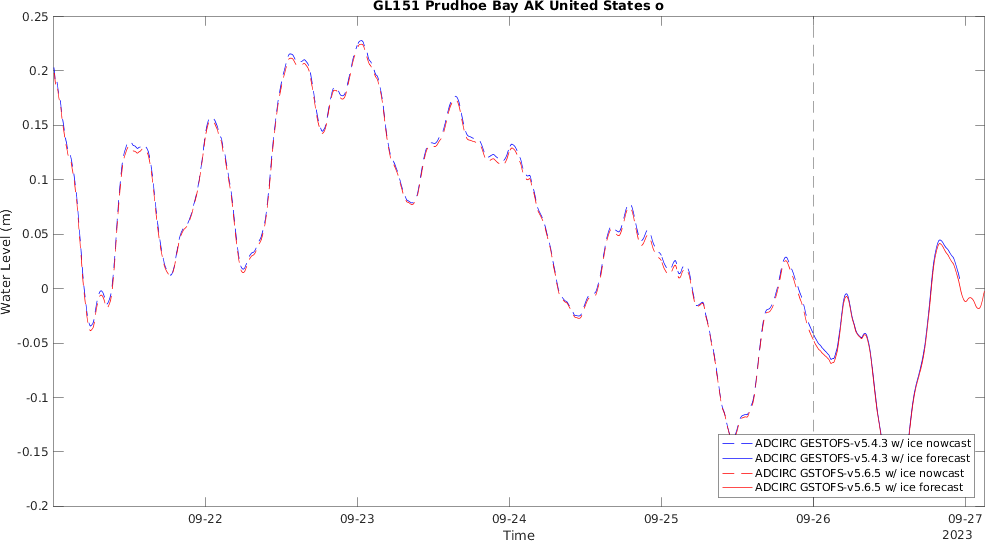 GL151 Prudhoe Bay AK United States o
0.25
0.2
0.15
0.1
0.05
0
-0.05
-0.1
-0.15
-0.2
Water Level (m)
ADCIRC GESTOFS-v5.4.3 w/ ice nowcast
ADCIRC GESTOFS-v5.4.3 w/ ice forecast
ADCIRC GSTOFS-v5.6.5 w/ ice nowcast
ADCIRC GSTOFS-v5.6.5 w/ ice forecast
09-22 09-23 09-24 09-25 09-26 09-27
2023
Time